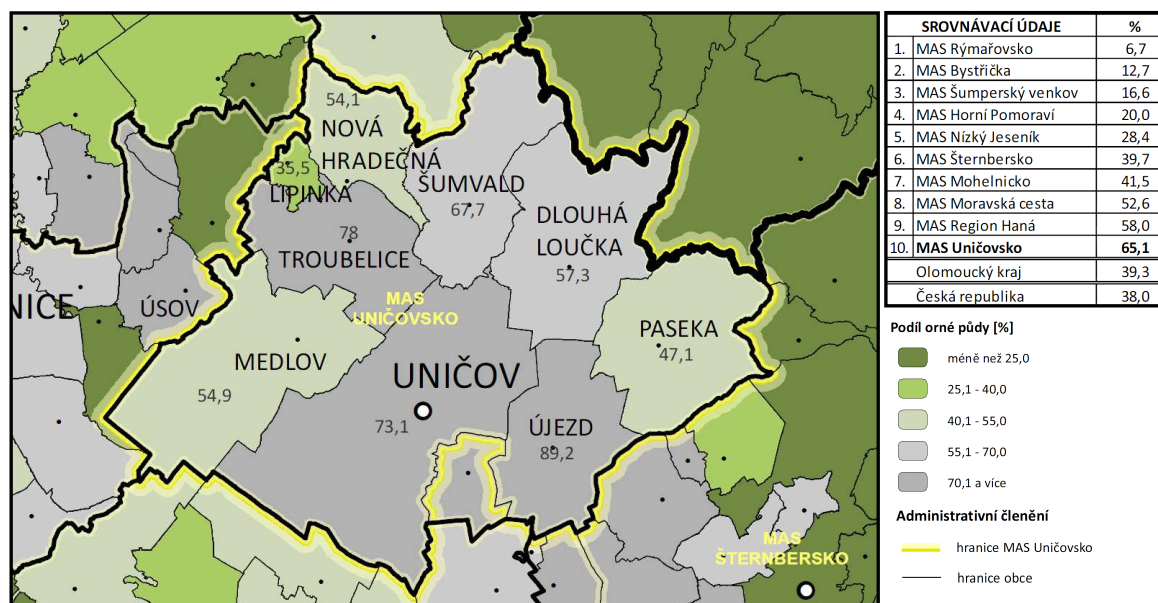 54,1
NOVÁ
HRADEČNÁ
35,5
LIPINKA
ŠUMVALD
67,7
DLOUHÁ
LOUČKA
57,3
78
TROUBELICE
NICE
ÚSOV
MAS
UNIČOVSKO
MEDLOV
54,9
PASEKA
47,1
UNIČOV
73,1
ÚJEZD
89,2
MAS
ŠTERNBERSKO
SROVNÁVACÍ ÚDAJE %
1. MAS Rýmařovsko 6,7
2. MAS Bystřička 12,7
3. MAS Šumperský venkov 16,6
4. MAS Horní Pomoraví 20,0
5. MAS Nízký Jeseník 28,4
6. MAS Šternbersko 39,7
7. MAS Mohelnicko 41,5
8. MAS Moravská cesta 52,6
9. MAS Region Haná 58,0
10. MAS Uničovsko 65,1
Olomoucký kraj 39,3
Česká republika 38,0
Podíl orné půdy [%]
méně než 25,0
25,1 - 40,0
40,1 - 55,0
55,1 - 70,0
70,1 a více
Administrativní členění
hranice MAS Uničovsko
hranice obce